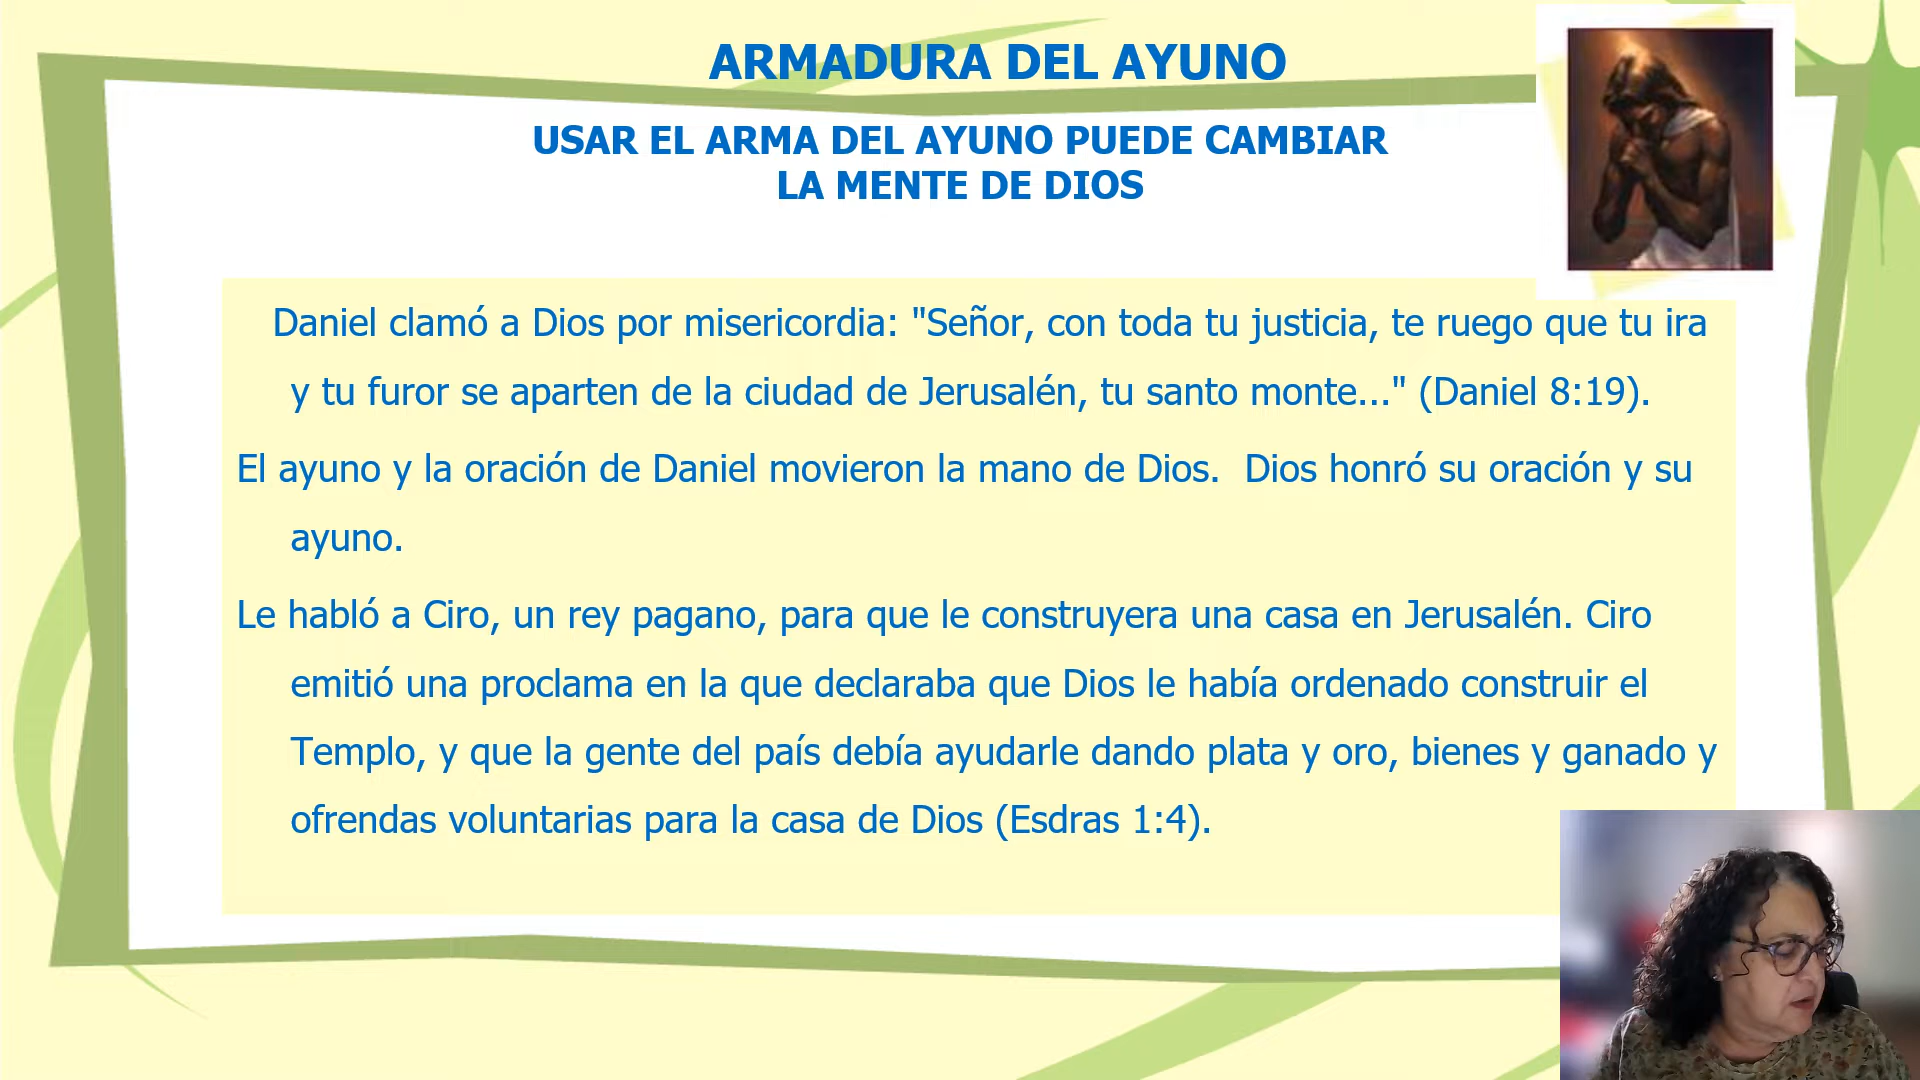 ARMADURA DEL AYUNO
USAR EL ARMA DEL AYUNO PUEDE CAMBIAR
LA MENTE DE DIOS
Daniel clamó a Dios por misericordia: "Señor, con toda tu justicia, te ruego que tu ira
y tu furor se aparten de la ciudad de Jerusalén, tu santo monte..." (Daniel 8:19).
El ayuno y la oración de Daniel movieron la mano de Dios.  Dios honró su oración y su
ayuno.
Le habló a Ciro, un rey pagano, para que le construyera una casa en Jerusalén. Ciro
emitió una proclama en la que declaraba que Dios le había ordenado construir el
Templo, y que la gente del país debía ayudarle dando plata y oro, bienes y ganado y
ofrendas voluntarias para la casa de Dios (Esdras 1:4).